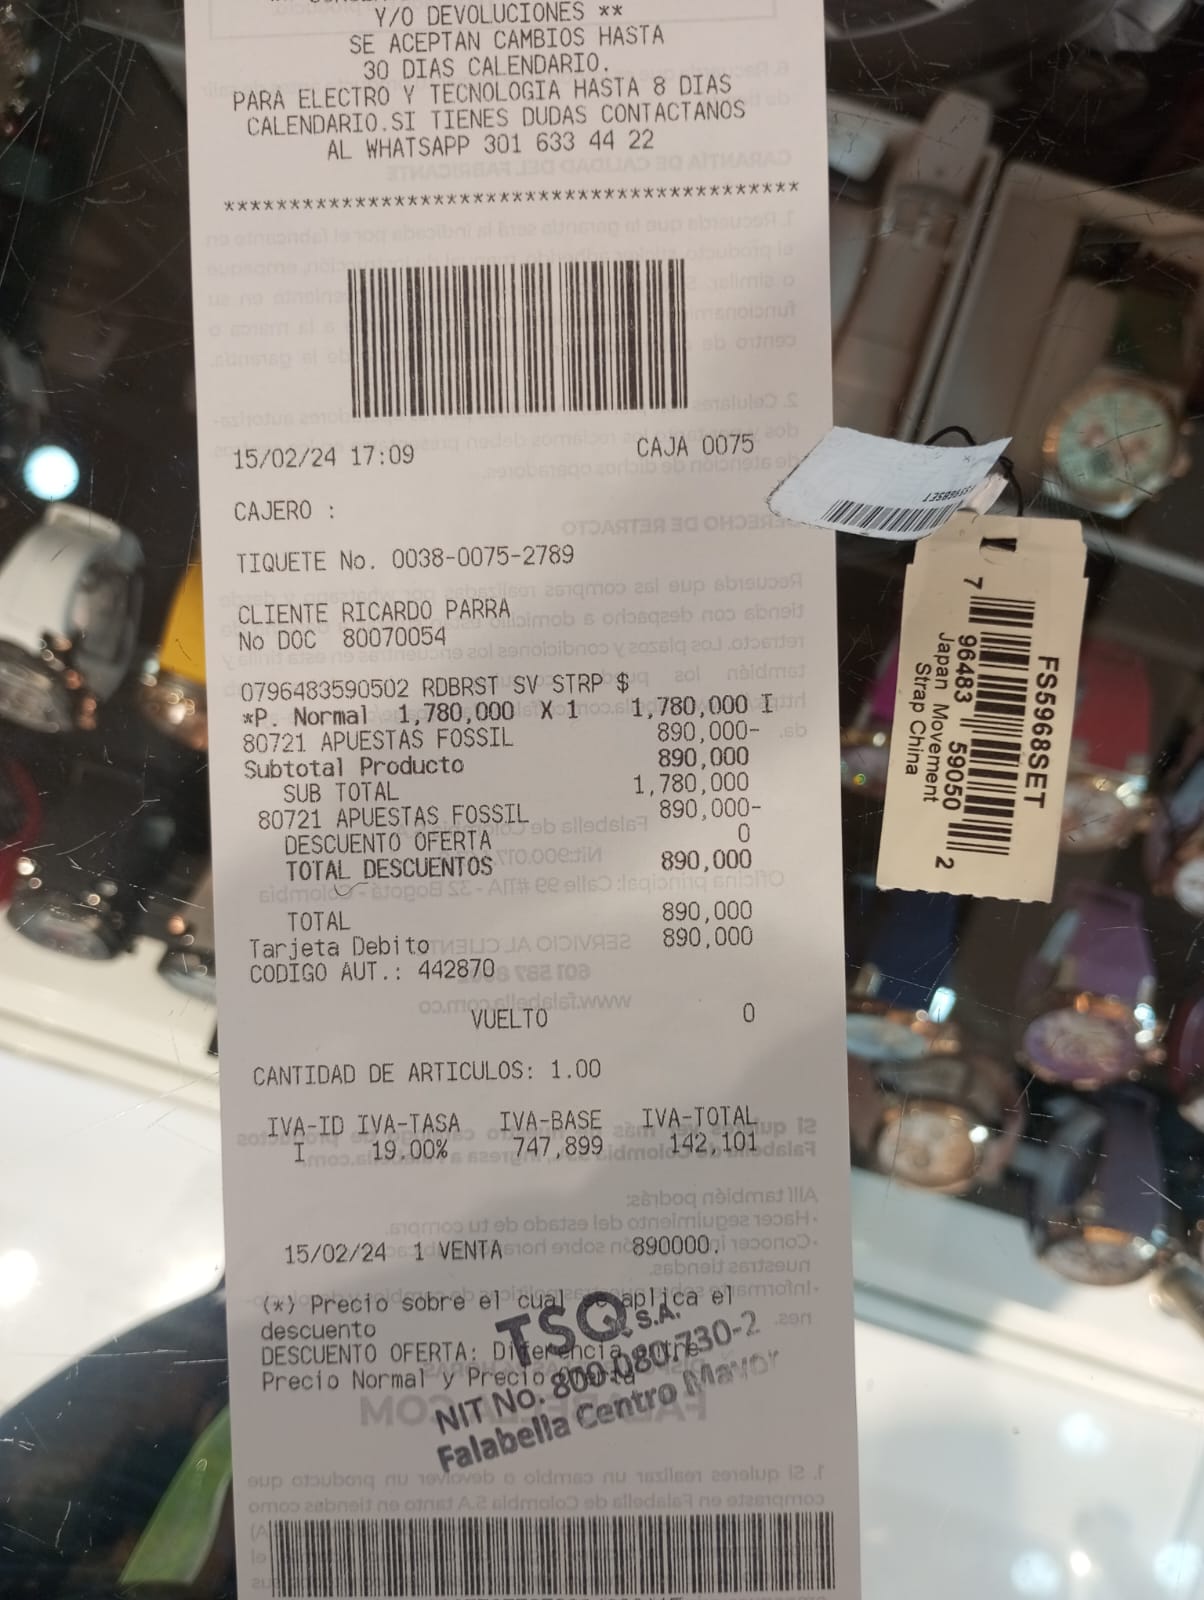 Y/O DEVOLUCIONES **
SE ACEPTAN CAMBIOS HASTA
30 DIAS CALENDARIO.
PARA ELECTRO Y TECNOLOGIA HASTA 8 DIAS
CALENDARIO.SI TIENES DUDAS CONTACTANOS
AL WHATSAPP 301 633 44 22
********************************************
15/02/24 17:09 CAJA 0075
CAJERO :
TIQUETE No. 0038-0075-2789
CLIENTE RICARDO PARRA
No DOC 80070054
0796483590502 RDBRST SV STRP $
*P. Normal 1,780,000 X 1 1,780,000 I
80721 APUESTAS FOSSIL 890,000-
Subtotal Producto 890,000
SUB TOTAL 1,780,000
80721 APUESTAS FOSSIL 890,000-
DESCUENTO OFERTA 0
TOTAL DESCUENTOS 890,000
TOTAL 890,000
Tarjeta Debito 890,000
CODIGO AUT.: 442870
VUELTO 0
CANTIDAD DE ARTICULOS: 1.00
IVA-ID IVA-TASA IVA-BASE IVA-TOTAL
I 19.00% 747,899 142,101
15/02/24 1 VENTA 890000.
(*) Precio sobre el cual se aplica el
descuento
DESCUENTO OFERTA: Diferencia entre
Precio Normal y Precio Oferta
TSQ S.A.
NIT No. 800.080.730-2
Falabella Centro Mayor
FS5968SET
7 96483 59050 2
Japan Movement
Strap China